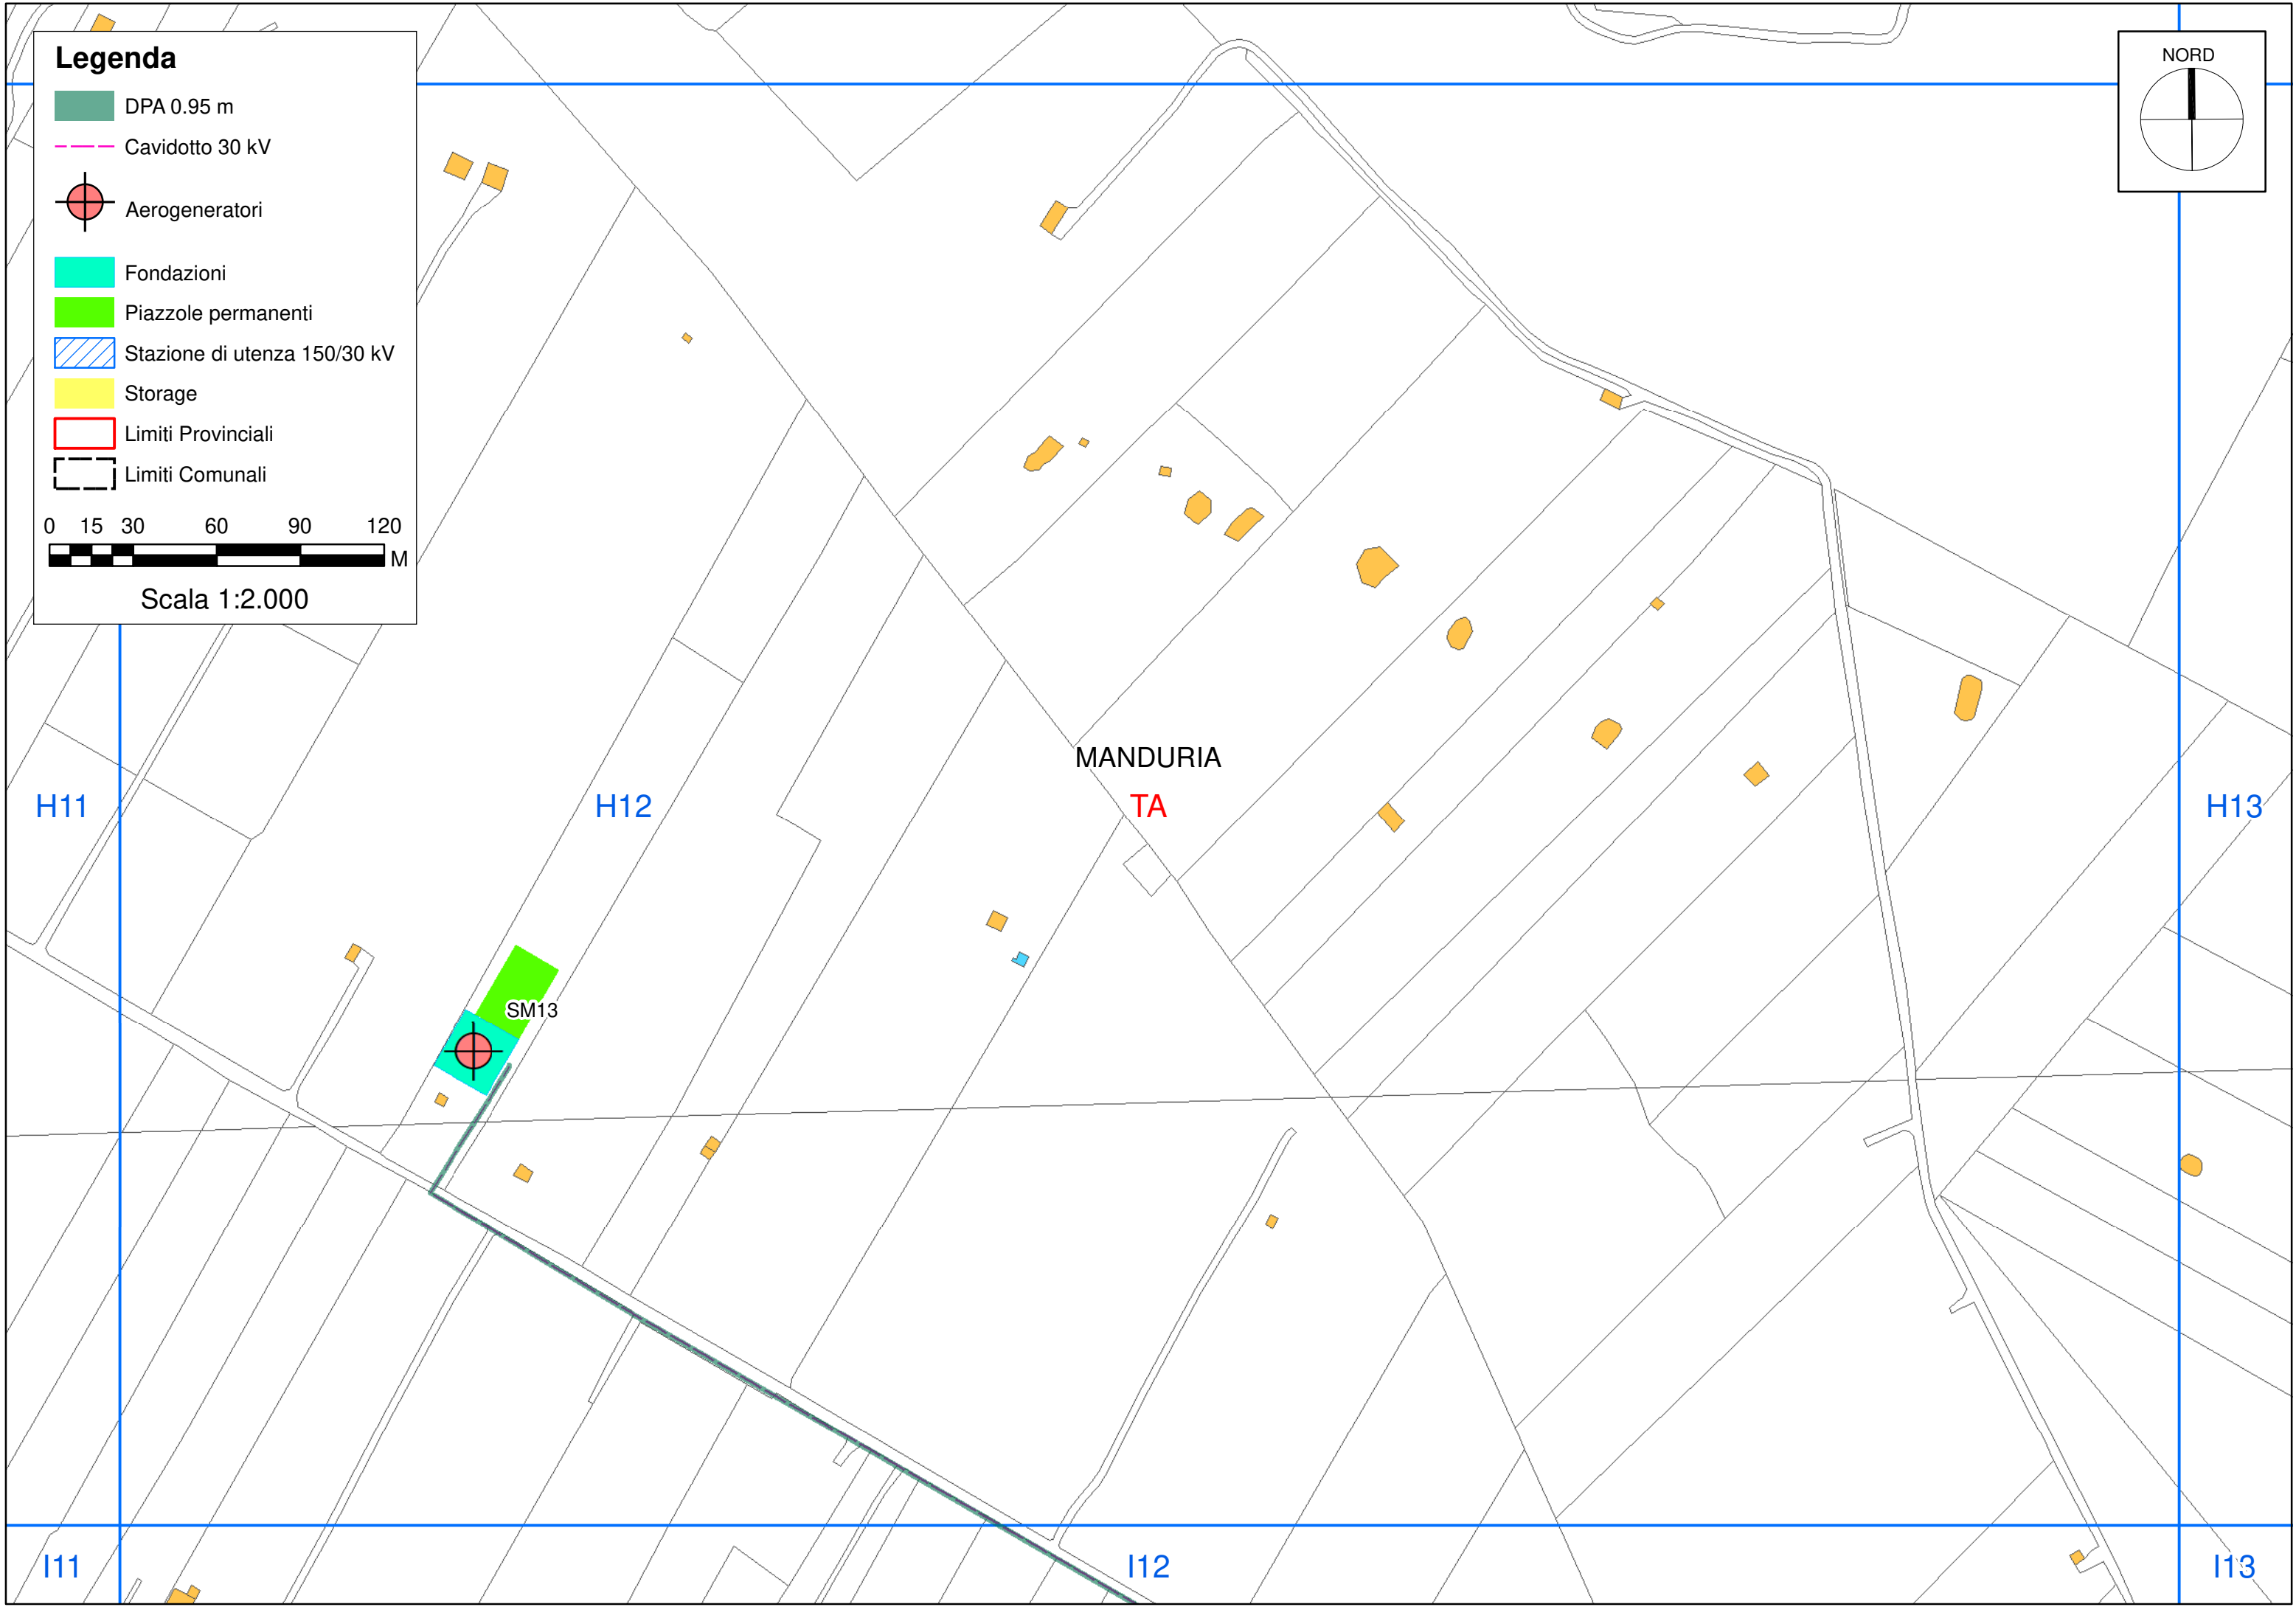 Legenda
DPA 0.95 m
Cavidotto 30 kV
Aerogeneratori
Fondazioni
Piazzole permanenti
Stazione di utenza 150/30 kV
Storage
Limiti Provinciali
Limiti Comunali
0 15 30 60 90 120
M
Scala 1:2.000
NORD
MANDURIA
TA
H11
H12
H13
SM13
I11
I12
I13